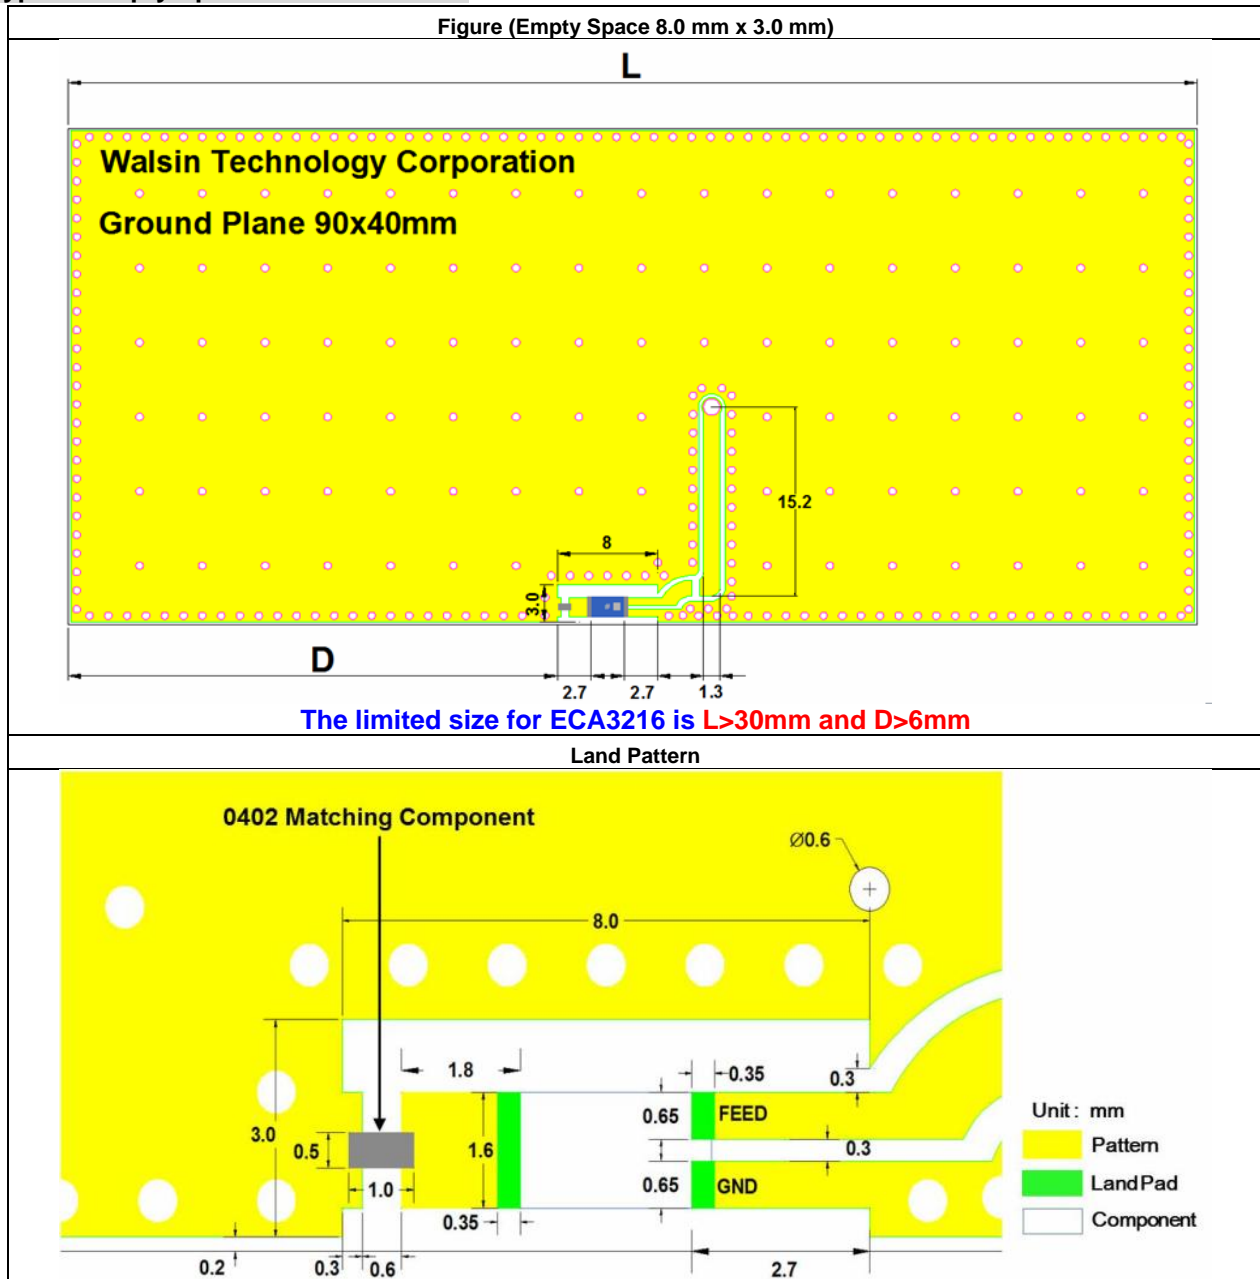 Figure (Empty Space 8.0 mm x 3.0 mm)
L
Walsin Technology Corporation
Ground Plane 90x40mm
15.2
8
3.0
D
2.7
2.7
1.3
The limited size for ECA3216 is L>30mm and D>6mm
Land Pattern
0402 Matching Component
Ø0.6
8.0
1.8
0.35
0.3
0.65
FEED
3.0
0.5
1.6
0.3
1.0
0.65
GND
0.35
0.2
0.3
0.6
2.7
Unit: mm
Pattern
Land Pad
Component